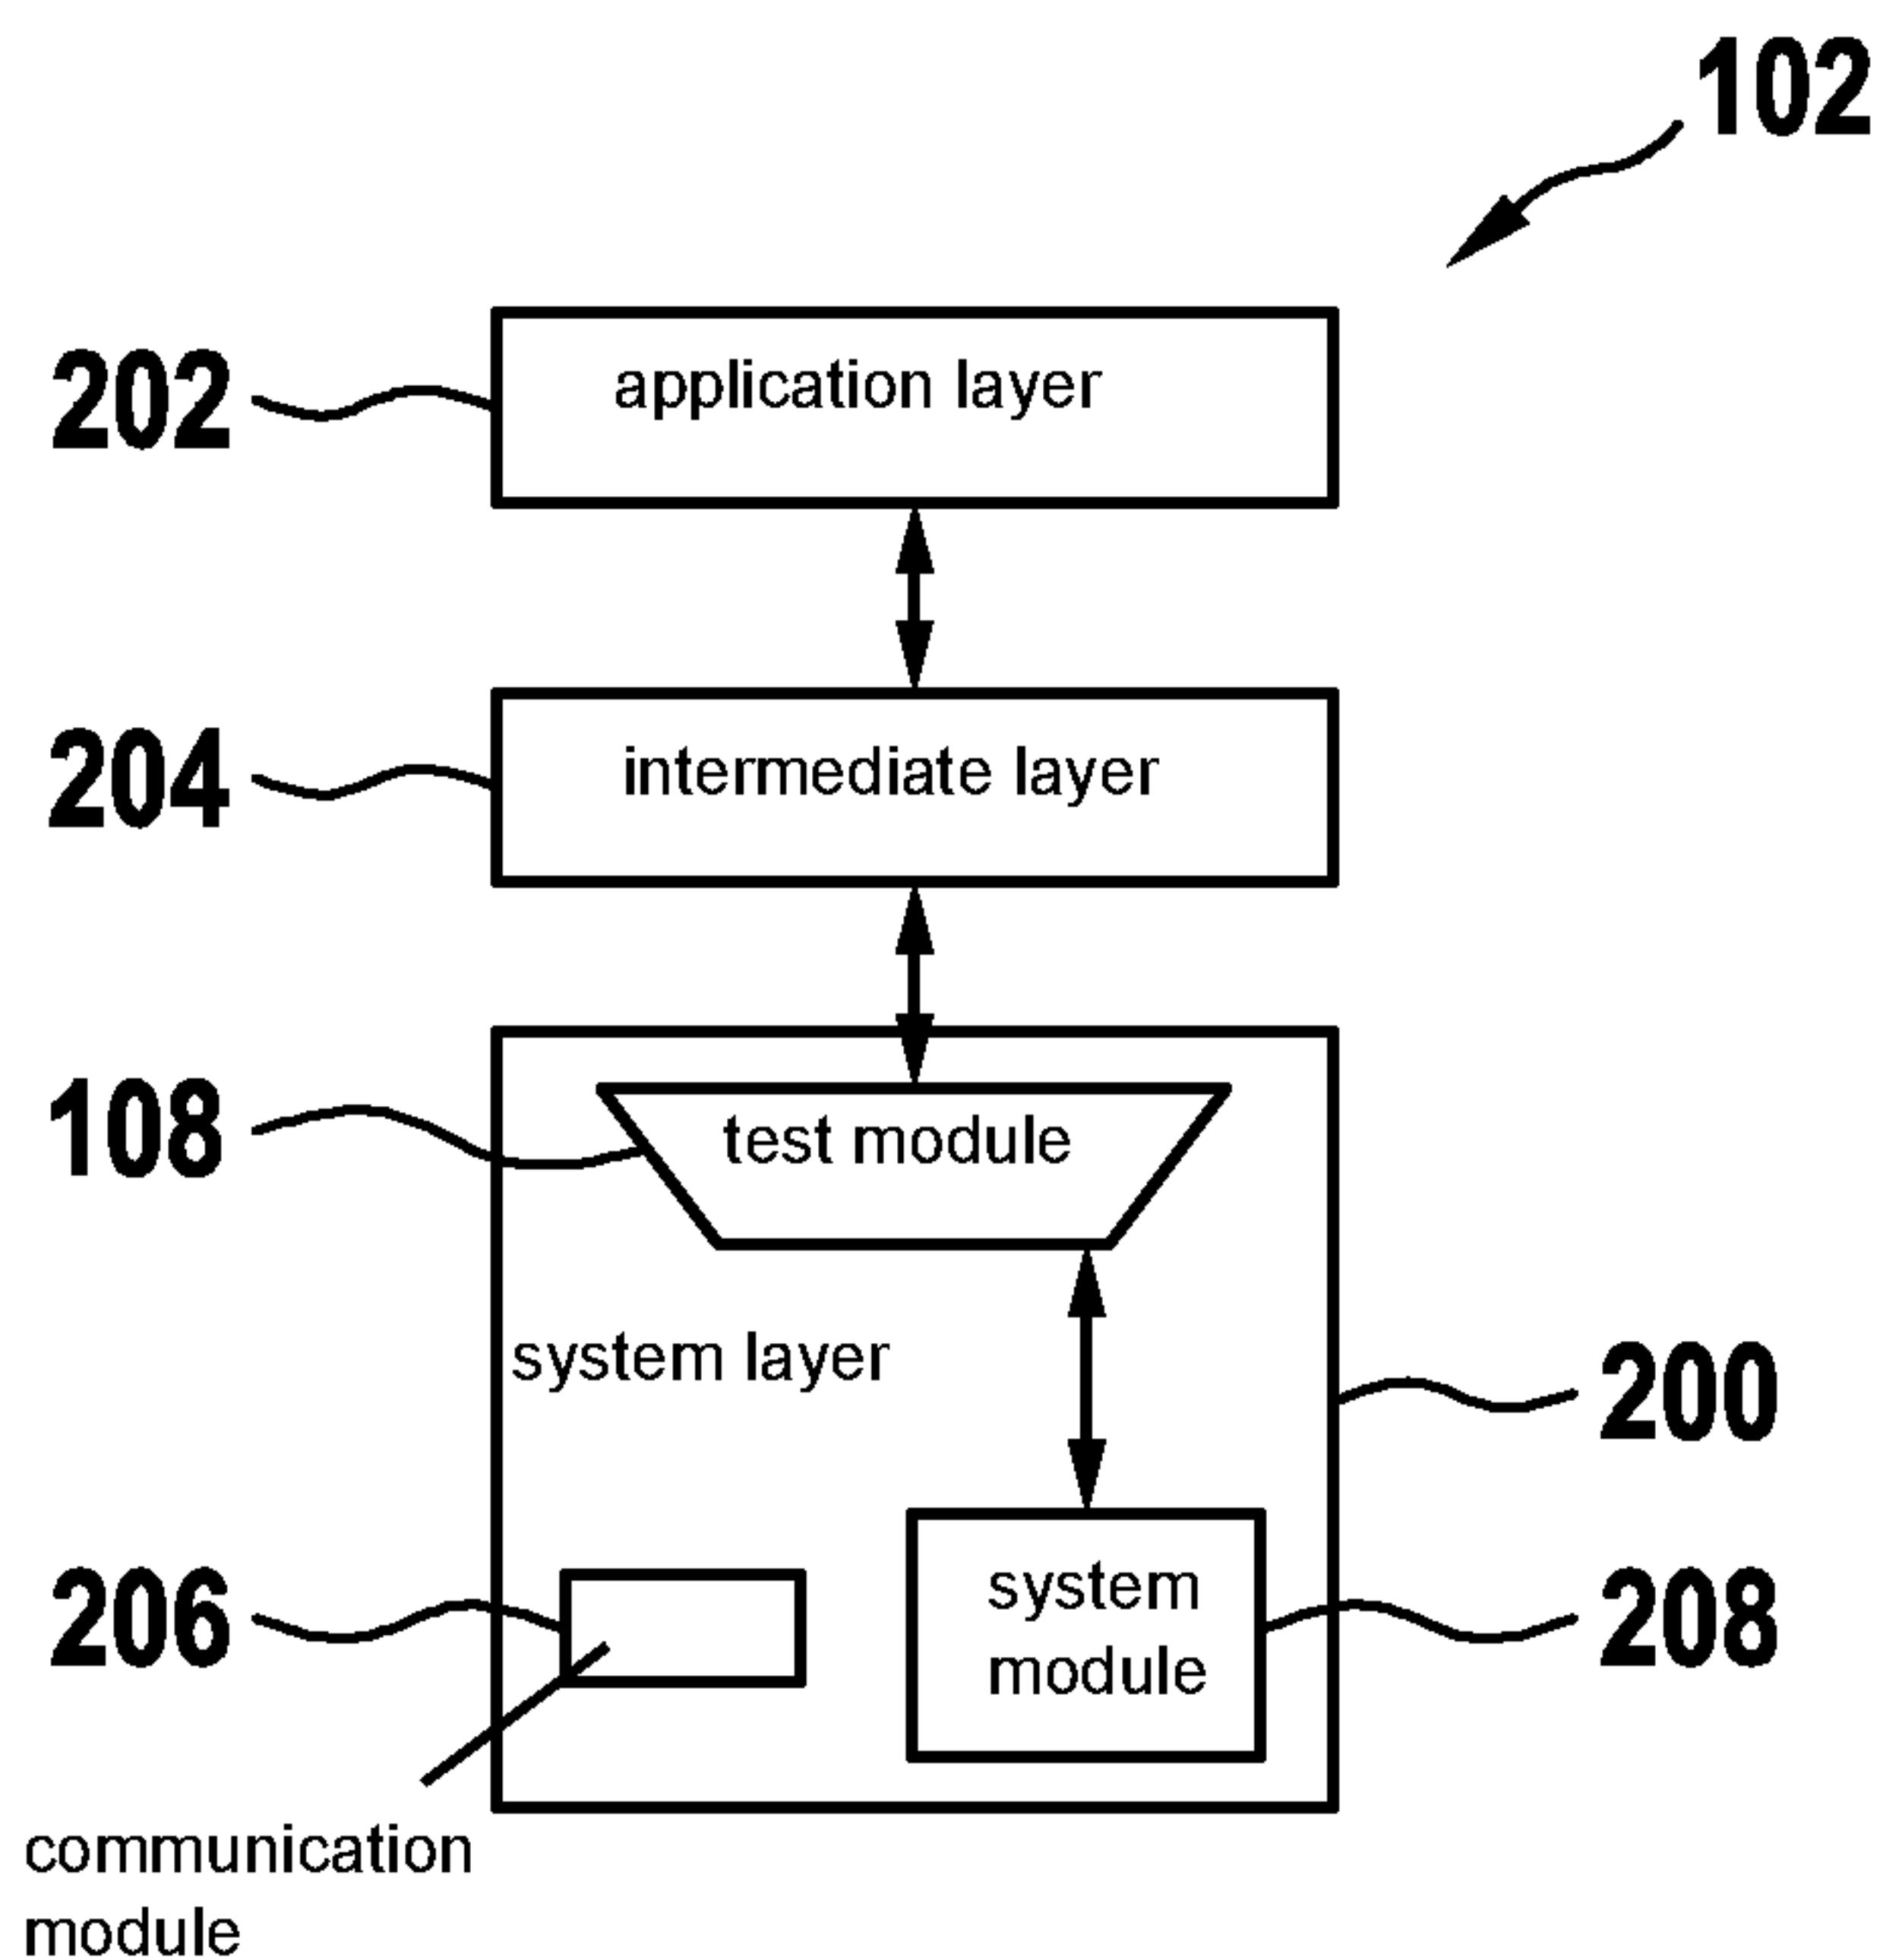 102
202
application layer
204
intermediate layer
108
test module
system layer
200
206
system
module
208
communication
module